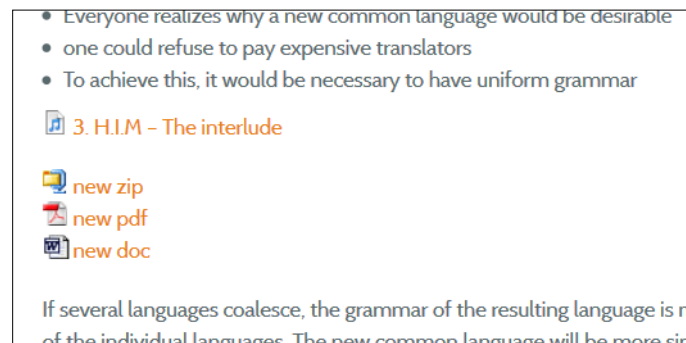 • Everyone realizes why a new common language would be desirable
• one could refuse to pay expensive translators
• To achieve this, it would be necessary to have uniform grammar
3. H.I.M – The interlude
new zip
new pdf
new doc
If several languages coalesce, the grammar of the resulting language is
of the individual languages. The new common language will be more